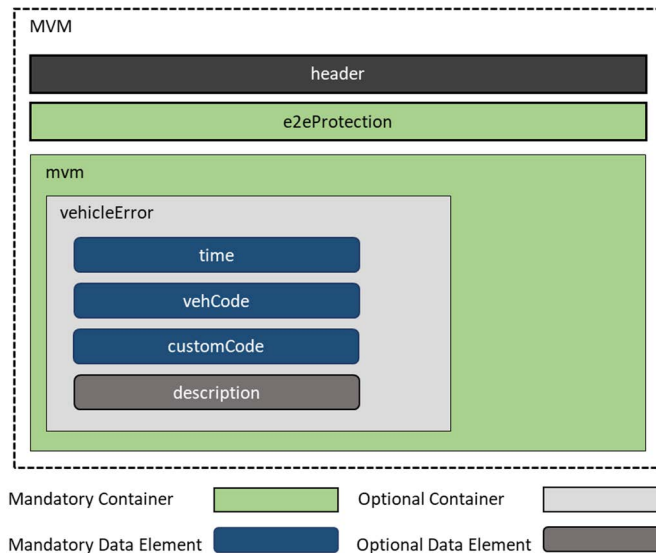 MVM
header
e2eProtection
mvm
vehicleError
time
vehCode
customCode
description
Mandatory Container Optional Container
Mandatory Data Element Optional Data Element